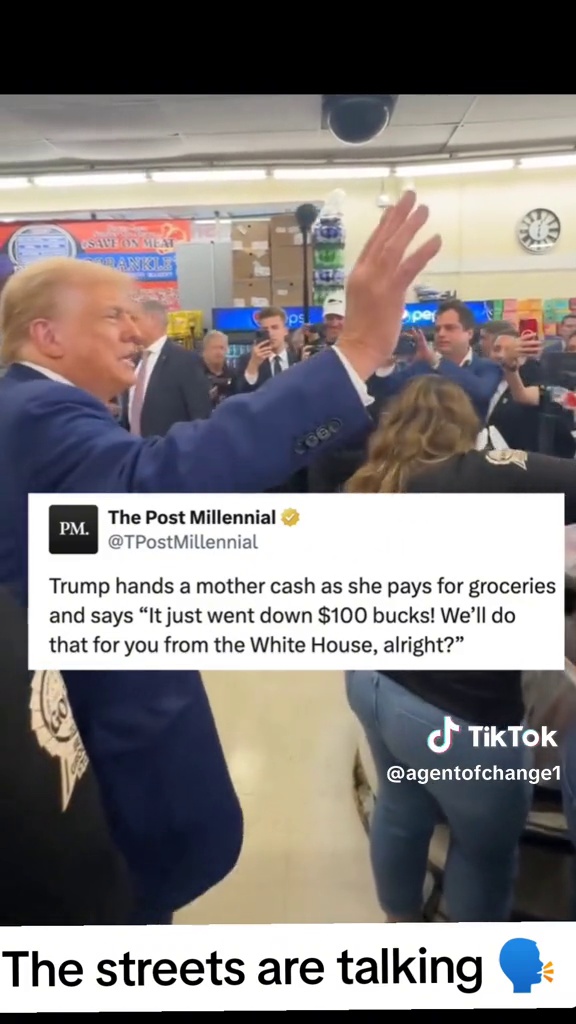 SAVE ON MEAT
pepsi
PM.
The Post Millennial
@TPostMillennial
Trump hands a mother cash as she pays for groceries
and says “It just went down $100 bucks! We’ll do
that for you from the White House, alright?”
TikTok
@agentofchange1
The streets are talking